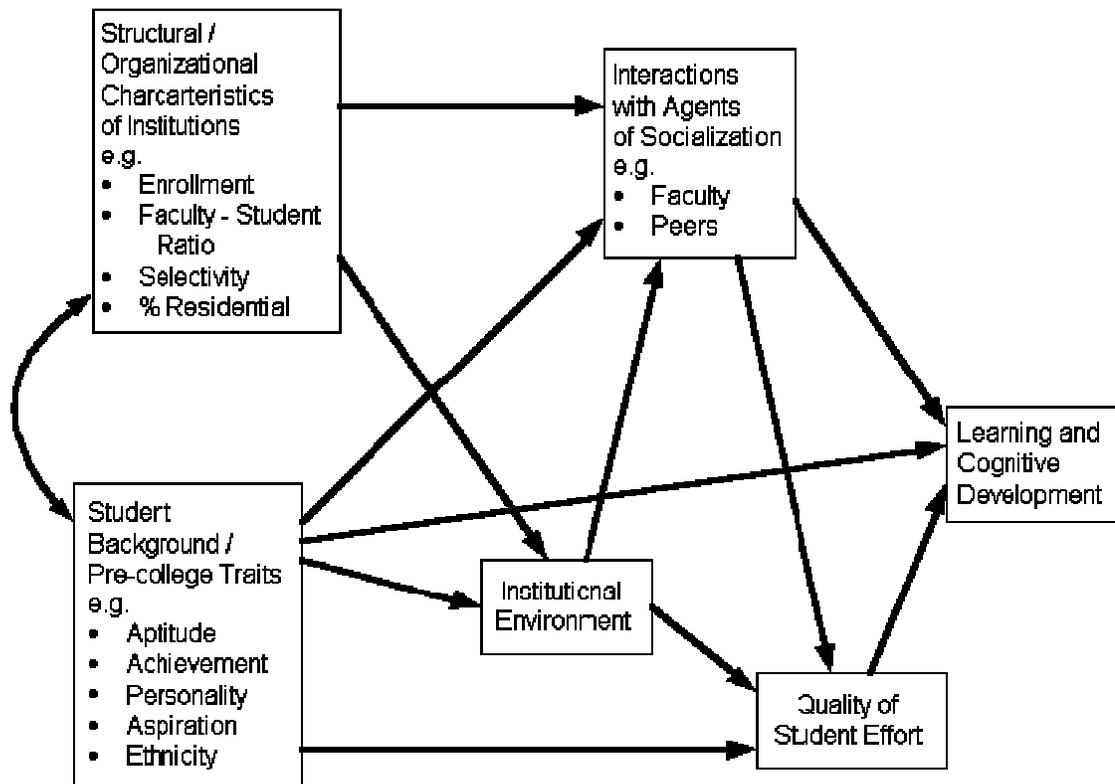 Structural /
Organizational
Charcarteristics
of Institutions
e.g.
• Enrollment
• Faculty - Student
Ratio
• Selectivity
• % Residential
Interactions
with Agents
of Socialization
e.g.
• Faculty
• Peers
Learning and
Cognitive
Development
Student
Background /
Pre-college Traits
e.g.
• Aptitude
• Achievement
• Personality
• Aspiration
• Ethnicity
Institutional
Environment
Quality of
Student Effort